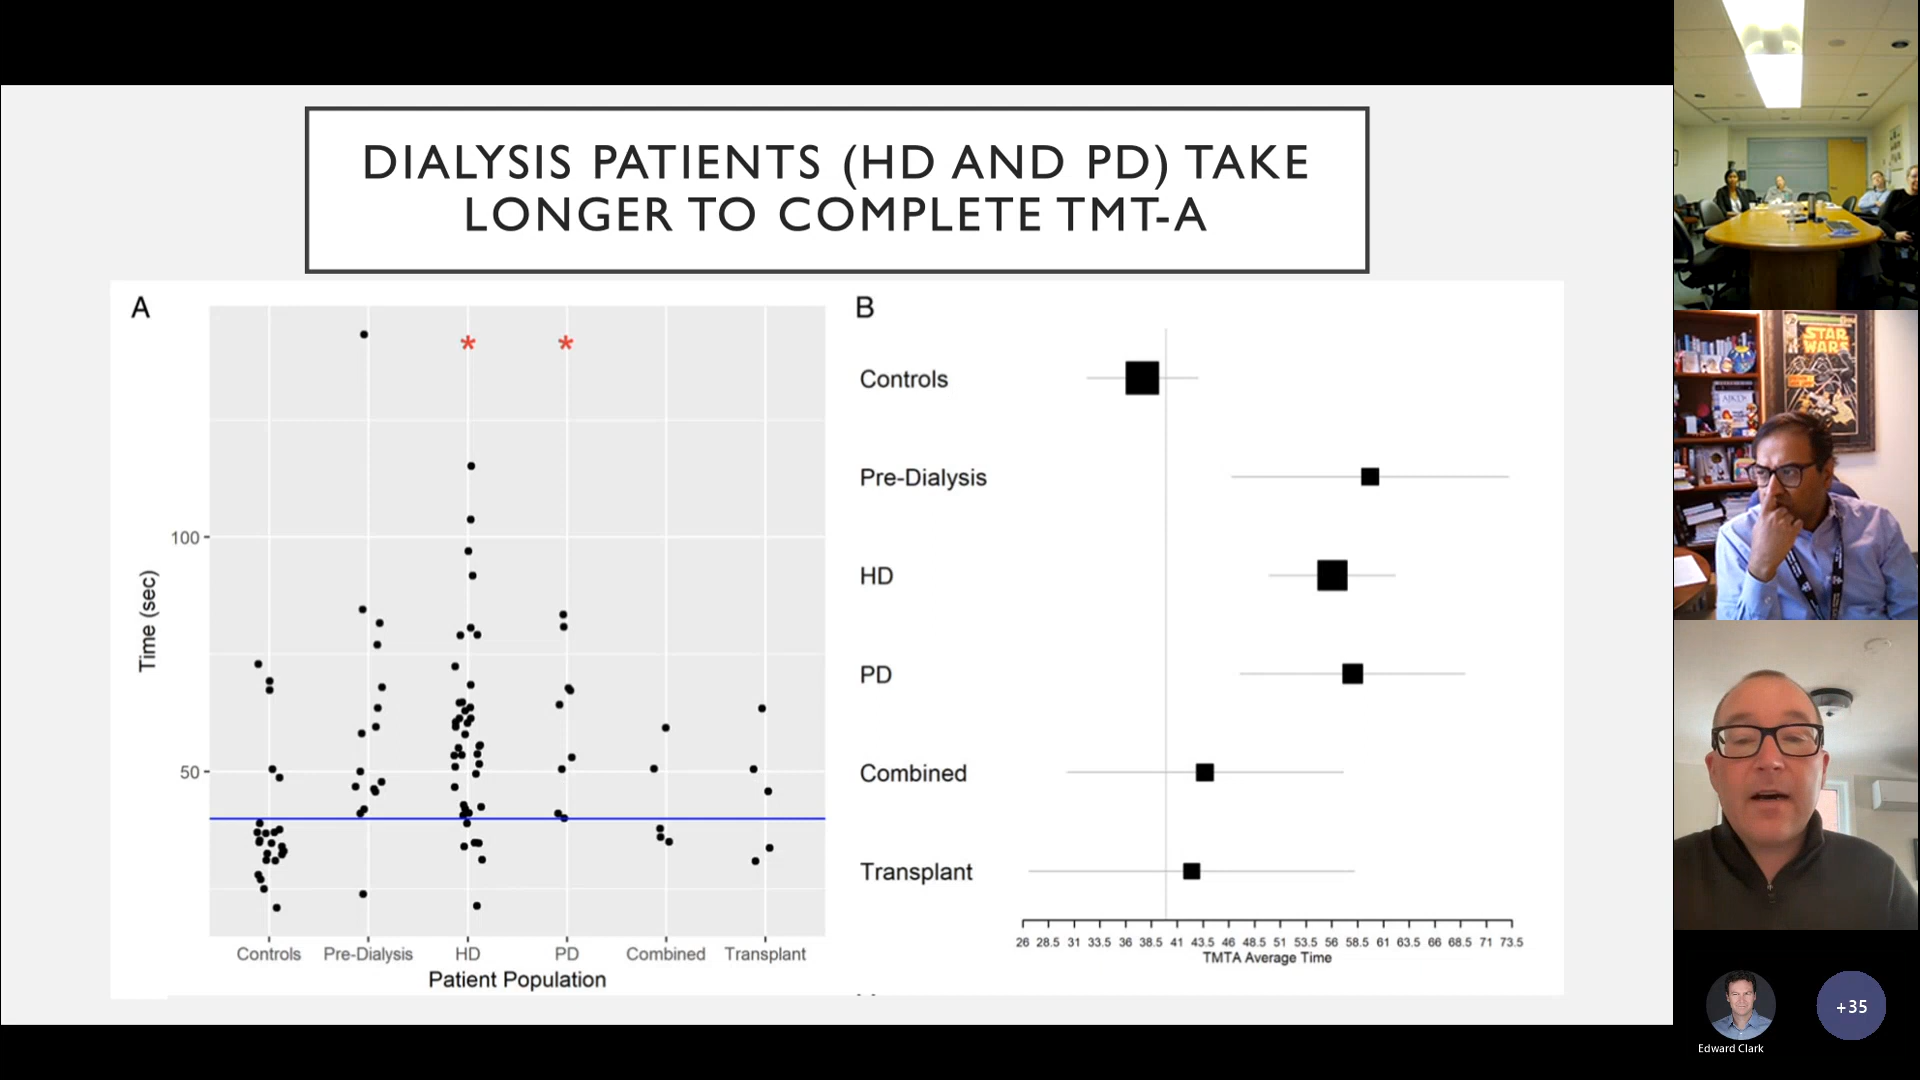 DIALYSIS PATIENTS (HD AND PD) TAKE
LONGER TO COMPLETE TMT-A
A
Time (sec)
100
50
Controls
Pre-Dialysis
HD
PD
Combined
Transplant
Patient Population
*
*
B
Controls
Pre-Dialysis
HD
PD
Combined
Transplant
26 28.5 31 33.5 36 38.5 41 43.5 46 48.5 51 53.5 56 58.5 61 63.5 66 68.5 71 73.5
TMTA Average Time
STAR
WARS
AJKD
Edward Clark
+35